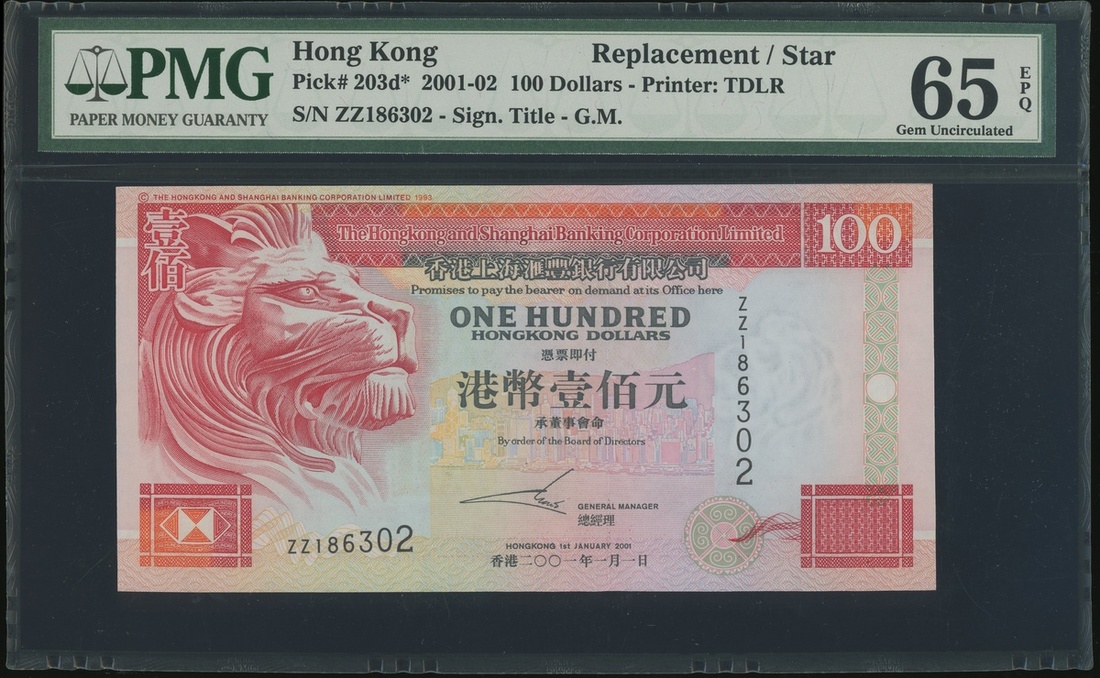 PMG
PAPER MONEY GUARANTY
Hong Kong Replacement / Star
Pick# 203d* 2001-02 100 Dollars - Printer: TDLR
S/N ZZ186302 - Sign. Title - G.M.
65 EPQ
Gem Uncirculated
© THE HONGKONG AND SHANGHAI BANKING CORPORATION LIMITED 1993
壹佰
The Hongkong and Shanghai Banking Corporation Limited
100
香港上海滙豐銀行有限公司
Promises to pay the bearer on demand at its Office here
ONE HUNDRED
HONGKONG DOLLARS
憑票即付
港幣壹佰元
承董事會命
By order of the Board of Directors
ZZ186302
GENERAL MANAGER
總經理
ZZ186302
HONGKONG 1st JANUARY 2001
香港二〇〇一年一月一日